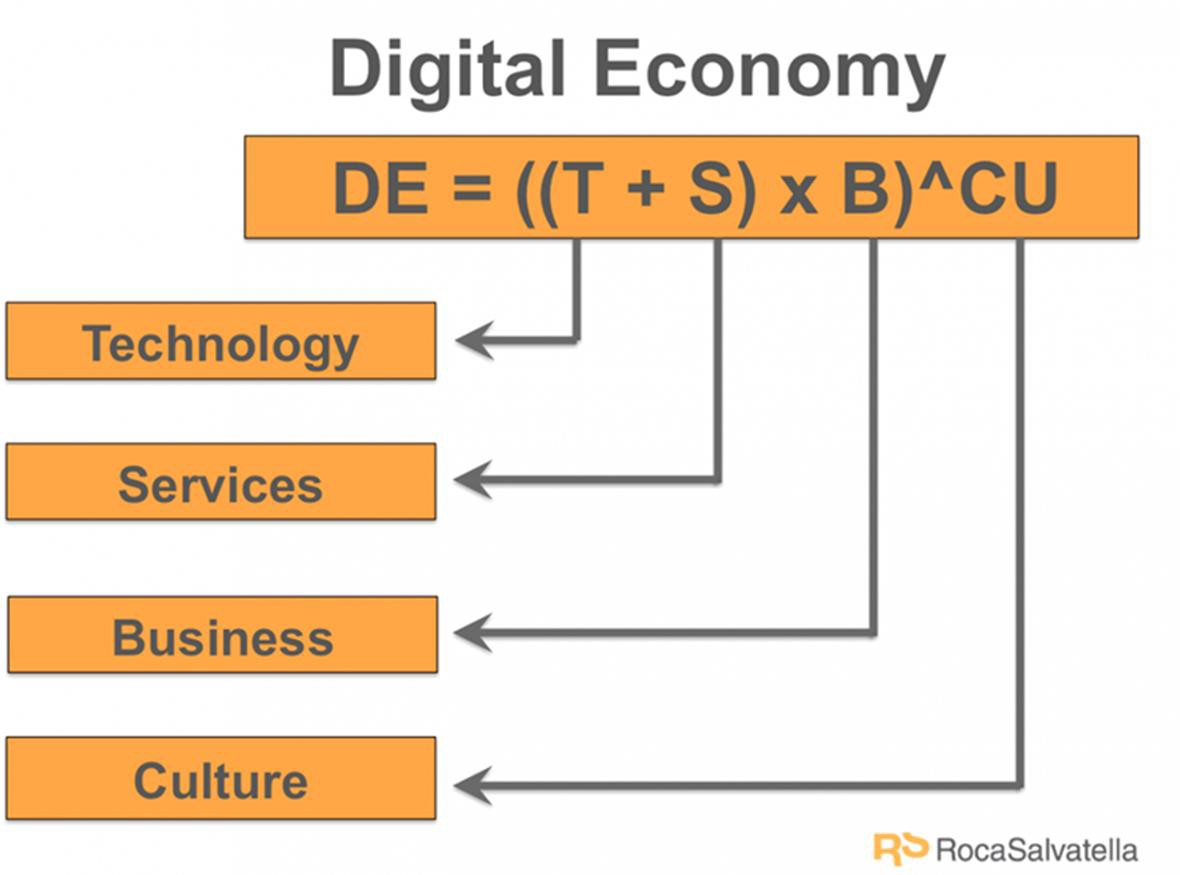 Digital Economy
DE = ((T + S) x B)^CU
Technology
Services
Business
Culture
RS RocaSalvatella